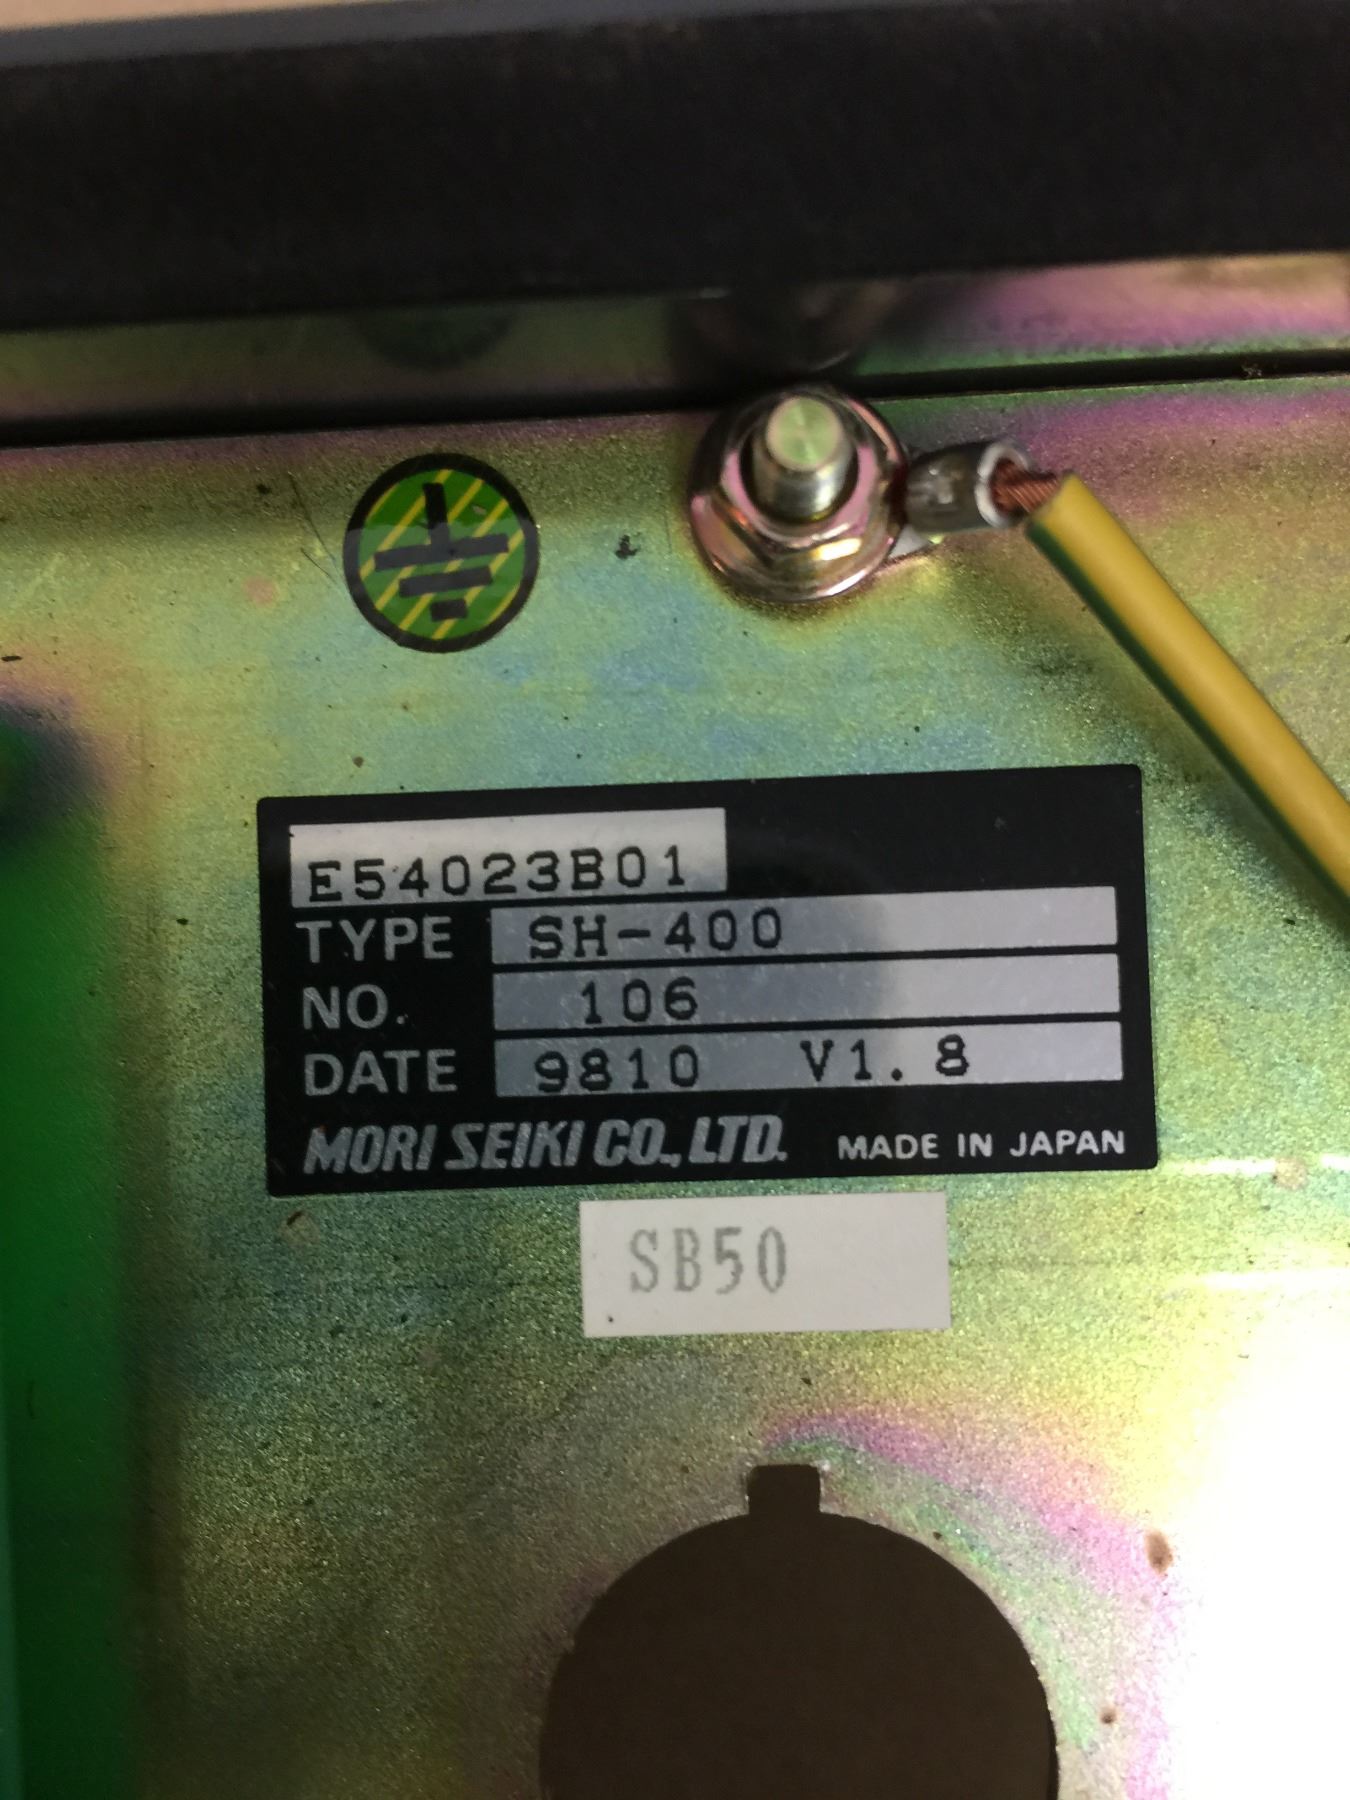 E54023B01
TYPE SH-400
NO. 106
DATE 9810 V1.8
MORI SEIKI CO., LTD. MADE IN JAPAN
SB50